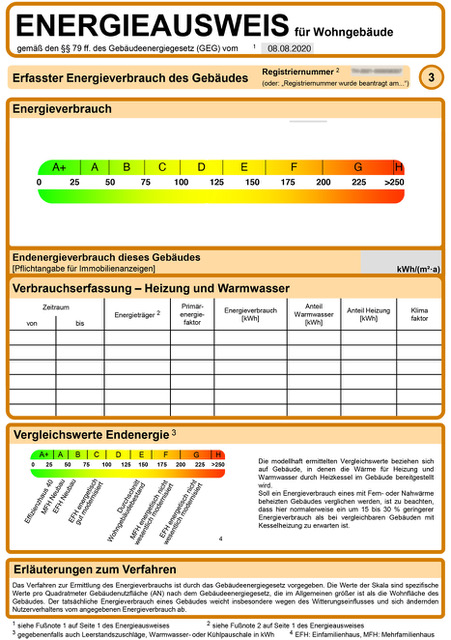 ENERGIEAUSWEIS für Wohngebäude
gemäß den §§ 79 ff. des Gebäudeenergiegesetz (GEG) vom 1 08.08.2020
Erfasster Energieverbrauch des Gebäudes
Registriernummer 2
(oder: „Registriernummer wurde beantragt am...“)
3
Energieverbrauch
A+ A B C D E F G H
0 25 50 75 100 125 150 175 200 225 >250
Endenergieverbrauch dieses Gebäudes
[Pflichtangabe für Immobilienanzeigen]
kWh/(m²·a)
Verbrauchserfassung – Heizung und Warmwasser
Zeitraum
von bis
Energieträger 2
Primär-
energie-
faktor
Energieverbrauch
[kWh]
Anteil
Warmwasser
[kWh]
Anteil Heizung
[kWh]
Klima
faktor
Vergleichswerte Endenergie 3
A+ A B C D E F G H
0 25 50 75 100 125 150 175 200 225 >250
Effizienzhaus 40
MFH Neubau
EFH Neubau
EFH energetisch
gut modernisiert
Durchschnitt
Wohngebäudebestand
MFH energetisch nicht
wesentlich modernisiert
EFH energetisch nicht
wesentlich modernisiert
4
Die modellhaft ermittelten Vergleichswerte beziehen sich
auf Gebäude, in denen die Wärme für Heizung und
Warmwasser durch Heizkessel im Gebäude bereitgestellt
wird.
Soll ein Energieverbrauch eines mit Fern- oder Nahwärme
beheizten Gebäudes verglichen werden, ist zu beachten,
dass hier normalerweise ein um 15 bis 30 % geringerer
Energieverbrauch als bei vergleichbaren Gebäuden mit
Kesselheizung zu erwarten ist.
Erläuterungen zum Verfahren
Das Verfahren zur Ermittlung des Energieverbrauchs ist durch das Gebäudeenergiegesetz vorgegeben. Die Werte der Skala sind spezifische
Werte pro Quadratmeter Gebäudenutzfläche (AN) nach dem Gebäudeenergiegesetz, die im Allgemeinen größer ist als die Wohnfläche des
Gebäudes. Der tatsächliche Energieverbrauch eines Gebäudes weicht insbesondere wegen des Witterungseinflusses und sich ändernden
Nutzerverhaltens vom angegebenen Energieverbrauch ab.
1 siehe Fußnote 1 auf Seite 1 des Energieausweises 2 siehe Fußnote 2 auf Seite 1 des Energieausweises
3 gegebenenfalls auch Leerstandszuschläge, Warmwasser- oder Kühlpauschale in kWh 4 EFH: Einfamilienhaus, MFH: Mehrfamilienhaus